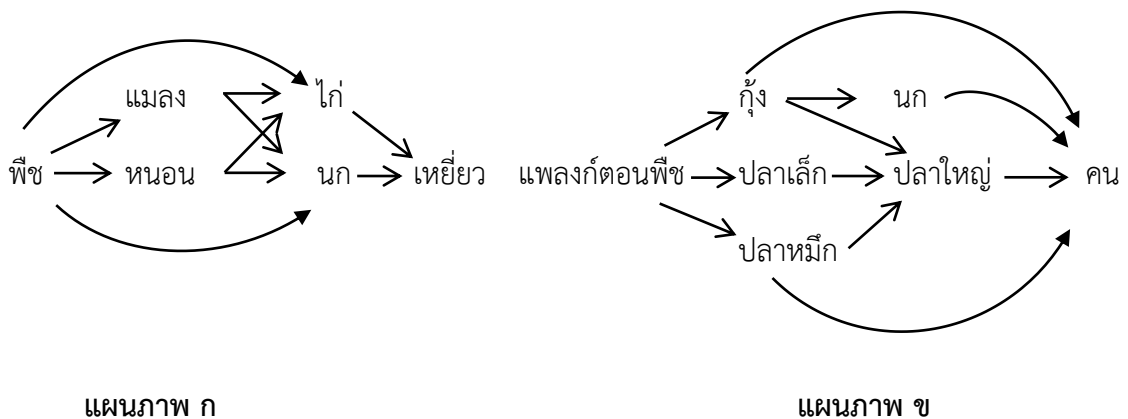 แมลง ไก่
พืช หนอน นก เหยี่ยว
แผนภาพ ก
กุ้ง นก
แพลงก์ตอนพืช ปลาเล็ก ปลาใหญ่ คน
ปลาหมึก
แผนภาพ ข